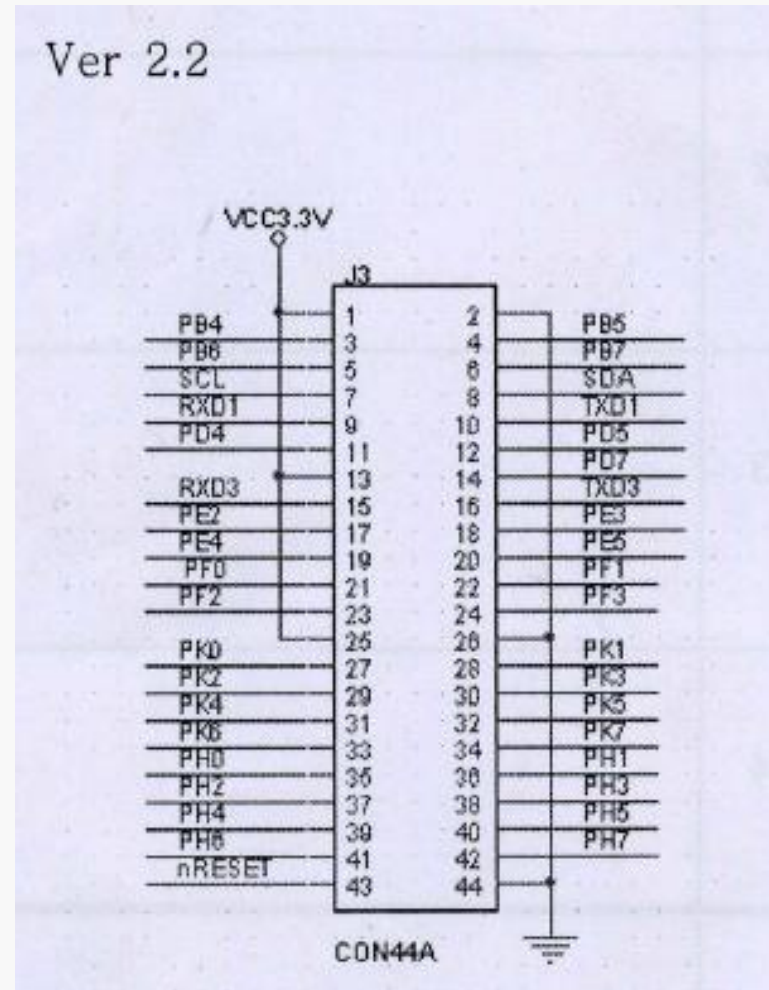 Ver 2.2
VCC3.3V
J3
1 2
PB4 3 4 PB5
PB6 5 6 PB7
SCL 7 8 SDA
RXD1 9 10 TXD1
PD4 11 12 PD5
13 14 PD7
RXD3 15 16 TXD3
PE2 17 18 PE3
PE4 19 20 PE5
PF0 21 22 PF1
PF2 23 24 PF3
25 26
PK0 27 28 PK1
PK2 29 30 PK3
PK4 31 32 PK5
PK6 33 34 PK7
PH0 35 36 PH1
PH2 37 38 PH3
PH4 39 40 PH5
PH6 41 42 PH7
nRESET 43 44
CON44A